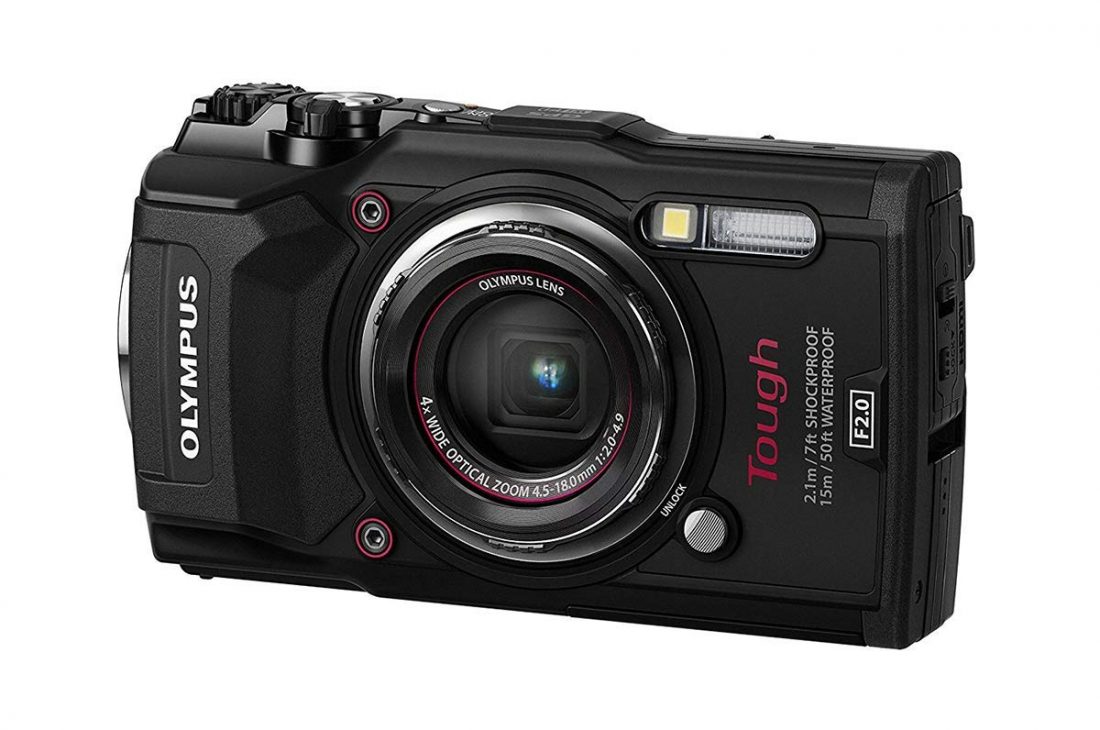 OLYMPUS
OLYMPUS LENS
4x WIDE OPTICAL ZOOM 4.5-18.0mm 1:2.0-4.9
UNLOCK
Tough
2.1m / 7ft SHOCKPROOF
15m / 50ft WATERPROOF
F2.0
GPS